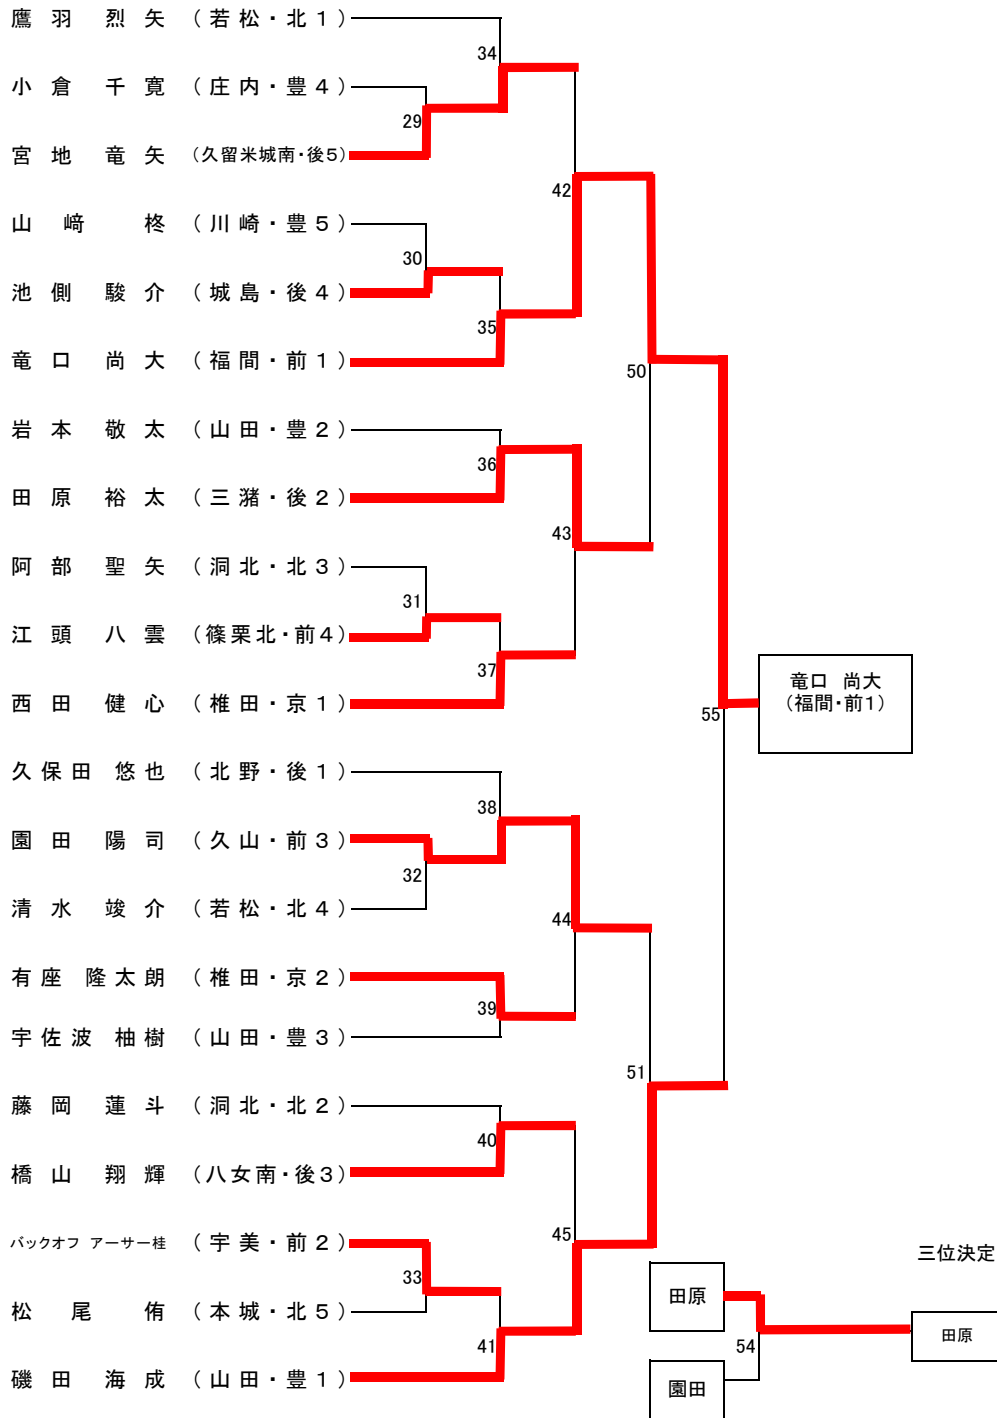 鷹羽 烈矢 （若松・北１）
34
小倉 千寛 （庄内・豊４）
29
宮地 竜矢 （久留米城南・後５）
42
山﨑 柊 （川崎・豊５）
30
池側 駿介 （城島・後４）
35
竜口 尚大 （福間・前１）
50
岩本 敬太 （山田・豊２）
36
田原 裕太 （三潴・後２）
43
阿部 聖矢 （洞北・北３）
31
江頭 八雲 （篠栗北・前４）
37
西田 健心 （椎田・京１）
竜口 尚大
（福間・前１）
55
久保田 悠也 （北野・後１）
38
園田 陽司 （久山・前３）
32
清水 竣介 （若松・北４）
44
有座 隆太朗 （椎田・京２）
39
宇佐波 柚樹 （山田・豊３）
51
藤岡 蓮斗 （洞北・北２）
40
橋山 翔輝 （八女南・後３）
45
バックオフ アーサー桂 （宇美・前２）
三位決定
33
田原
松尾 侑 （本城・北５）
田原
41
54
磯田 海成 （山田・豊１）
園田